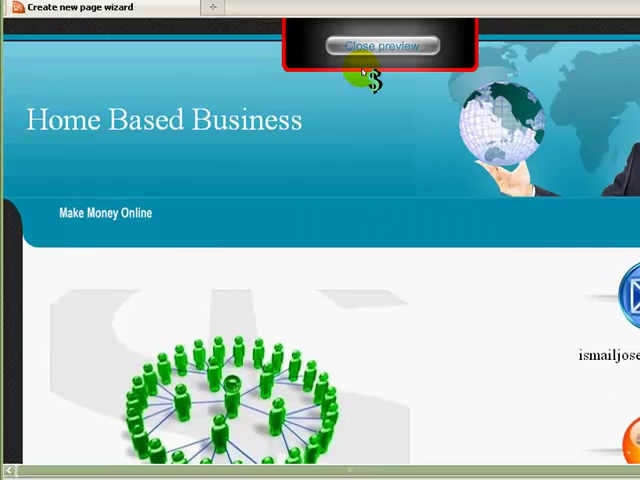 Create new page wizard
Close preview
$
Home Based Business
Make Money Online
ismailjose